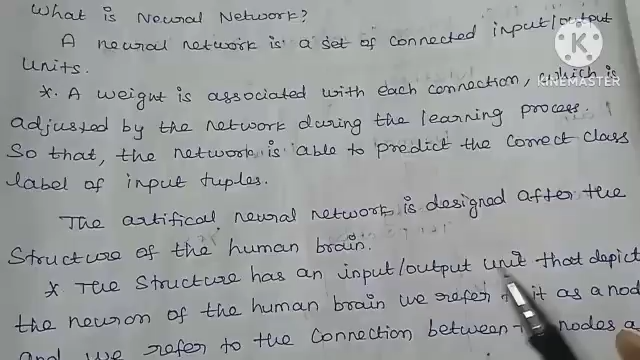 What is Neural Network?
A neural network is a set of connected input/output
units.
* A weight is associated with each connection, which is
adjusted by the network during the learning process.
So that, the network is able to predict the correct class
label of input tuples.
The artifical neural network is designed after the
structure of the human brain.
* The structure has an input/output unit that depict
the neuron of the human brain we refer it as a nod
and we refer to the connection between nodes a
K
Made with
KINEMASTER